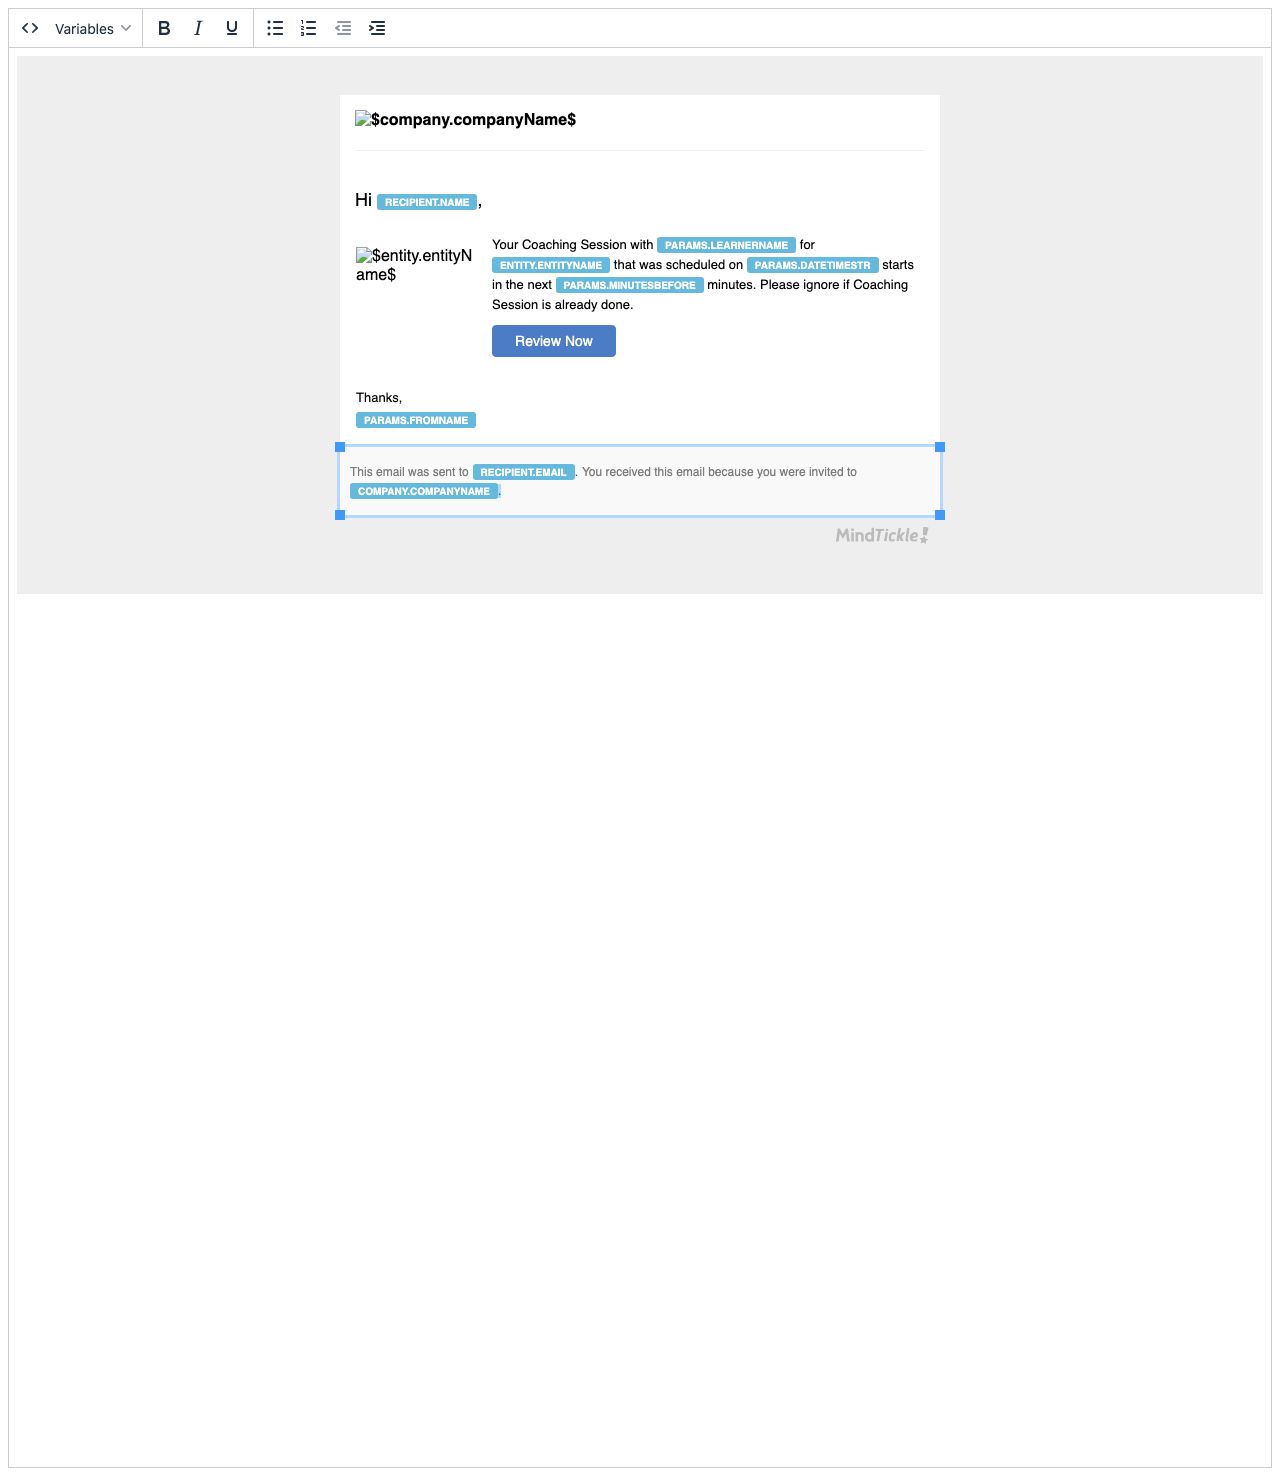 Variables B I U
$company.companyName$
Hi RECIPIENT.NAME,
$entity.entityN
ame$
Your Coaching Session with PARAMS.LEARNERNAME for
ENTITY.ENTITYNAME that was scheduled on PARAMS.DATETIMESTR starts
in the next PARAMS.MINUTESBEFORE minutes. Please ignore if Coaching
Session is already done.
Review Now
Thanks,
PARAMS.FROMNAME
This email was sent to RECIPIENT.EMAIL. You received this email because you were invited to
COMPANY.COMPANYNAME.
MindTickle!